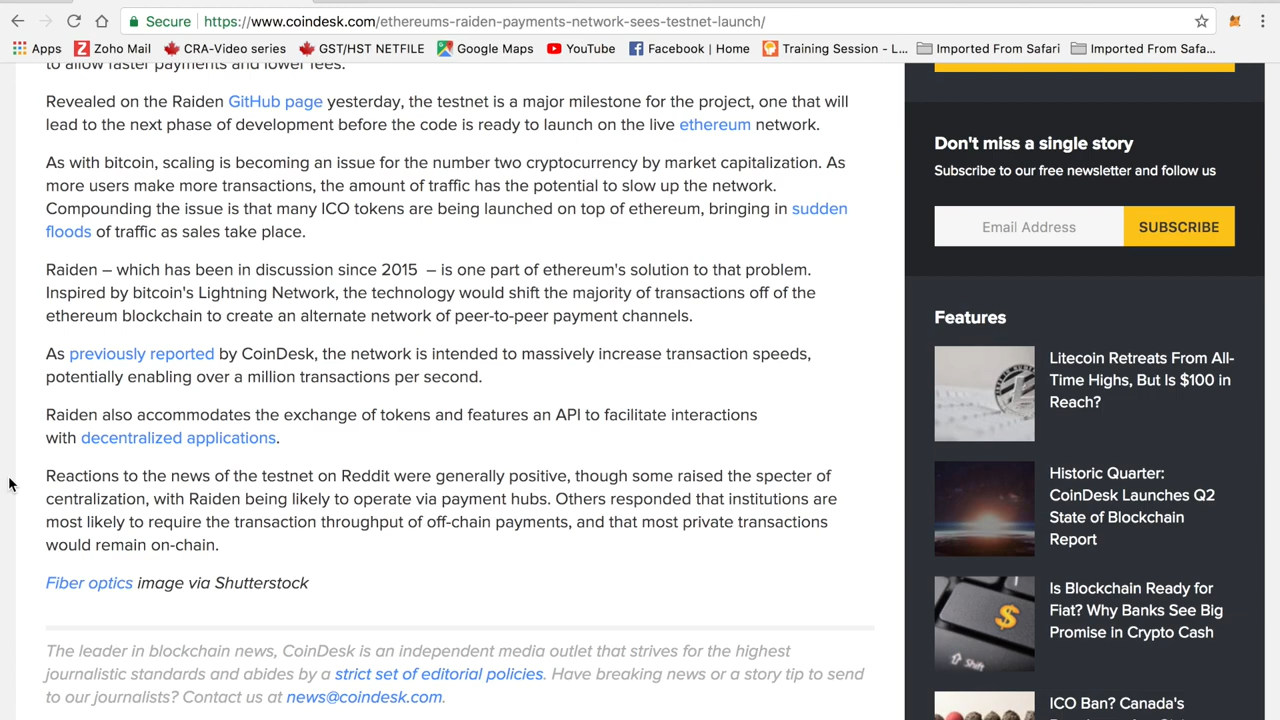 Secure https://www.coindesk.com/ethereums-raiden-payments-network-sees-testnet-launch/
Apps Zoho Mail CRA-Video series GST/HST NETFILE Google Maps YouTube Facebook | Home Training Session - L... Imported From Safari Imported From Safa...
to allow faster payments and lower fees.
Revealed on the Raiden GitHub page yesterday, the testnet is a major milestone for the project, one that will
lead to the next phase of development before the code is ready to launch on the live ethereum network.
As with bitcoin, scaling is becoming an issue for the number two cryptocurrency by market capitalization. As
more users make more transactions, the amount of traffic has the potential to slow up the network.
Compounding the issue is that many ICO tokens are being launched on top of ethereum, bringing in sudden
floods of traffic as sales take place.
Raiden – which has been in discussion since 2015 – is one part of ethereum's solution to that problem.
Inspired by bitcoin's Lightning Network, the technology would shift the majority of transactions off of the
ethereum blockchain to create an alternate network of peer-to-peer payment channels.
As previously reported by CoinDesk, the network is intended to massively increase transaction speeds,
potentially enabling over a million transactions per second.
Raiden also accommodates the exchange of tokens and features an API to facilitate interactions
with decentralized applications.
Reactions to the news of the testnet on Reddit were generally positive, though some raised the specter of
centralization, with Raiden being likely to operate via payment hubs. Others responded that institutions are
most likely to require the transaction throughput of off-chain payments, and that most private transactions
would remain on-chain.
Fiber optics image via Shutterstock
The leader in blockchain news, CoinDesk is an independent media outlet that strives for the highest
journalistic standards and abides by a strict set of editorial policies. Have breaking news or a story tip to send
to our journalists? Contact us at news@coindesk.com.
Don't miss a single story
Subscribe to our free newsletter and follow us
Email Address SUBSCRIBE
Features
Litecoin Retreats From All-
Time Highs, But Is $100 in
Reach?
Historic Quarter:
CoinDesk Launches Q2
State of Blockchain
Report
Is Blockchain Ready for
Fiat? Why Banks See Big
Promise in Crypto Cash
$
Shift
ICO Ban? Canada's